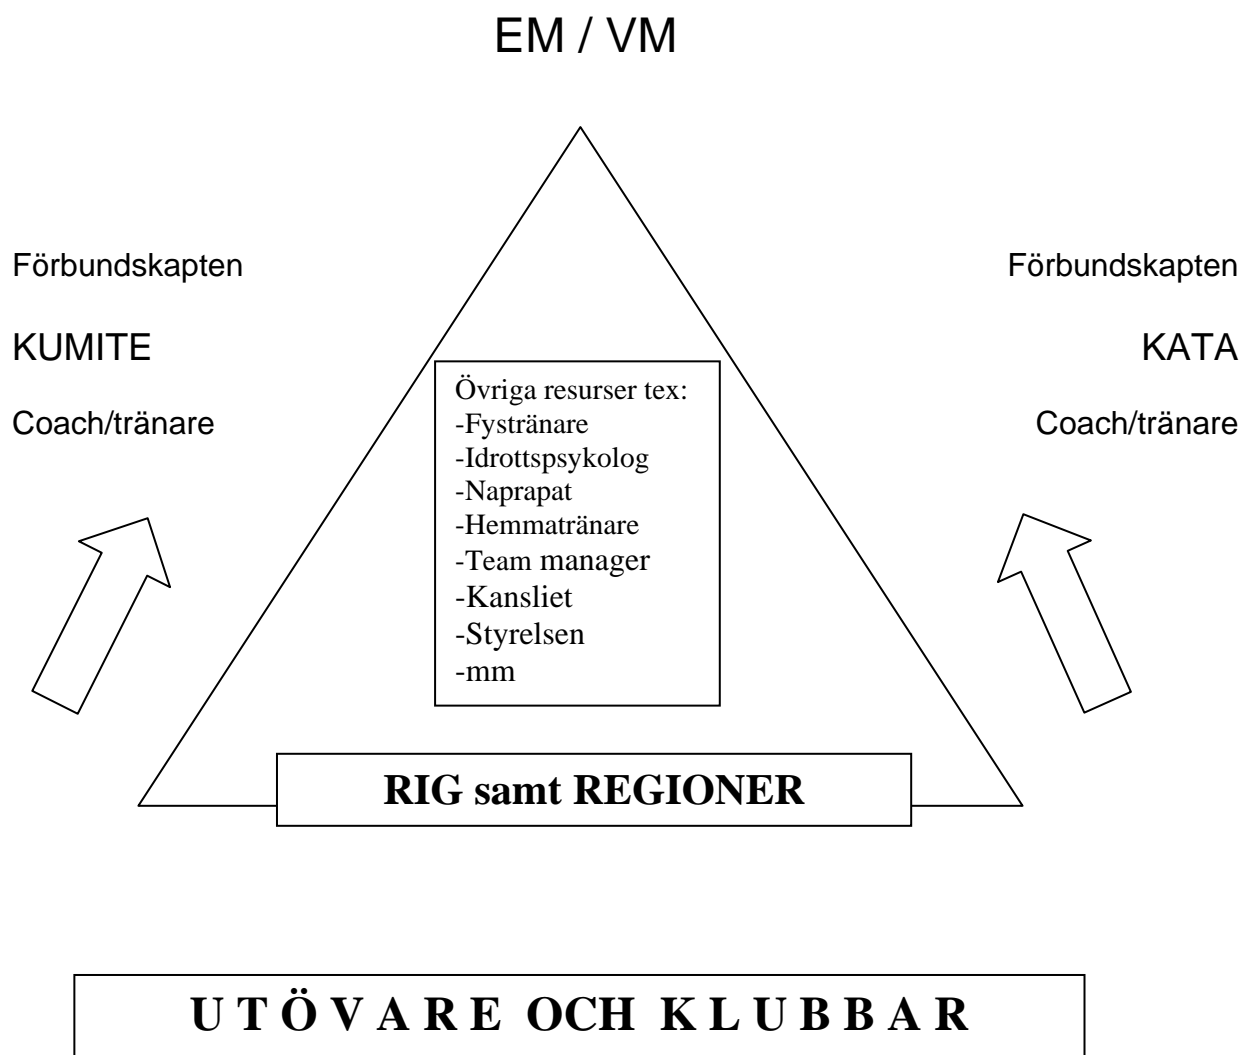 EM / VM
Förbundskapten
Förbundskapten
KUMITE
KATA
Coach/tränare
Coach/tränare
Övriga resurser tex:
-Fystränare
-Idrottspsykolog
-Naprapat
-Hemmatränare
-Team manager
-Kansliet
-Styrelsen
-mm
RIG samt REGIONER
U T Ö V A R E OCH K L U B B A R